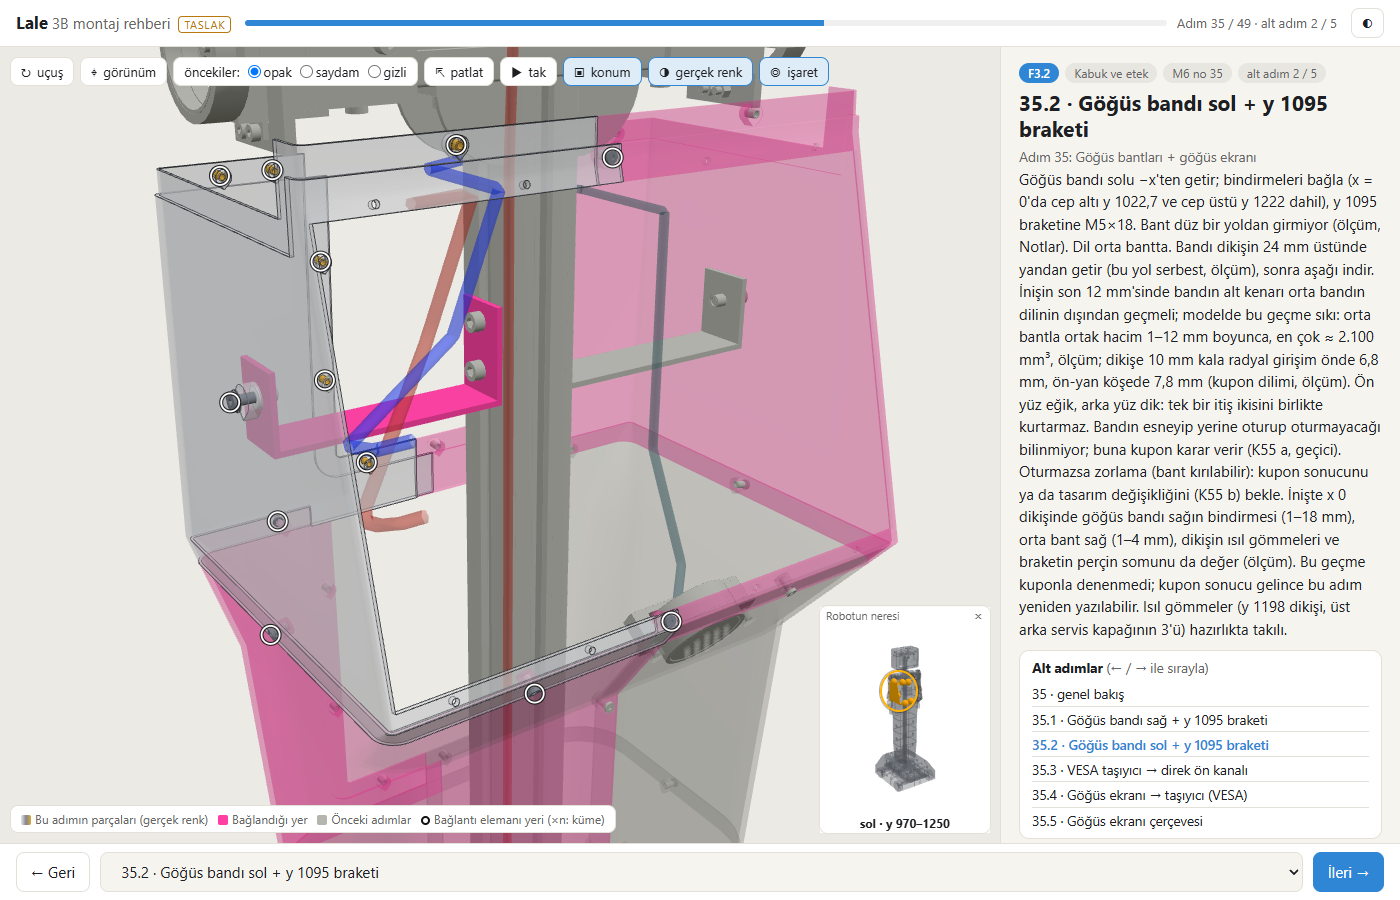 Lale 3B montaj rehberi TASLAK
Adım 35 / 49 · alt adım 2 / 5
↻ uçuş
⌖ görünüm
öncekiler: opak saydam gizli
⇱ patlat
▶ tak
▣ konum
◑ gerçek renk
◎ işaret
F3.2 Kabuk ve etek M6 no 35 alt adım 2 / 5
35.2 · Göğüs bandı sol + y 1095
braketi
Adım 35: Göğüs bantları + göğüs ekranı
Göğüs bandı solu −x'ten getir; bindirmeleri bağla (x =
0'da cep altı y 1022,7 ve cep üstü y 1222 dahil), y 1095
braketine M5×18. Bant düz bir yoldan girmiyor (ölçüm,
Notlar). Dil orta bantta. Bandı dikişin 24 mm üstünde
yandan getir (bu yol serbest, ölçüm), sonra aşağı indir.
İnişin son 12 mm'sinde bandın alt kenarı orta bandın
dilinin dışından geçmeli; modelde bu geçme sıkı: orta
bantla ortak hacim 1–12 mm boyunca, en çok ≈ 2.100
mm³, ölçüm; dikişe 10 mm kala radyal girişim önde 6,8
mm, ön-yan köşede 7,8 mm (kupon dilimi, ölçüm). Ön
yüz eğik, arka yüz dik: tek bir itiş ikisini birlikte
kurtarmaz. Bandın esneyip yerine oturup oturmayacağı
bilinmiyor; buna kupon karar verir (K55 a, geçici).
Oturmazsa zorlama (bant kırılabilir): kupon sonucunu
ya da tasarım değişikliğini (K55 b) bekle. İnişte x 0
dikişinde göğüs bandı sağın bindirmesi (1–18 mm),
orta bant sağ (1–4 mm), dikişin ısıl gömmeleri ve
braketin perçin somunu da değer (ölçüm). Bu geçme
kuponla denenmedi; kupon sonucu gelince bu adım
yeniden yazılabilir. Isıl gömmeler (y 1198 dikişi, üst
arka servis kapağının 3'ü) hazırlıkta takılı.
Alt adımlar (← / → ile sırayla)
35 · genel bakış
35.1 · Göğüs bandı sağ + y 1095 braketi
35.2 · Göğüs bandı sol + y 1095 braketi
35.3 · VESA taşıyıcı → direk ön kanalı
35.4 · Göğüs ekranı → taşıyıcı (VESA)
35.5 · Göğüs ekranı çerçevesi
Robotun neresi ×
sol · y 970–1250
Bu adımın parçaları (gerçek renk) Bağlandığı yer Önceki adımlar Bağlantı elemanı yeri (×n: küme)
← Geri
35.2 · Göğüs bandı sol + y 1095 braketi
İleri →